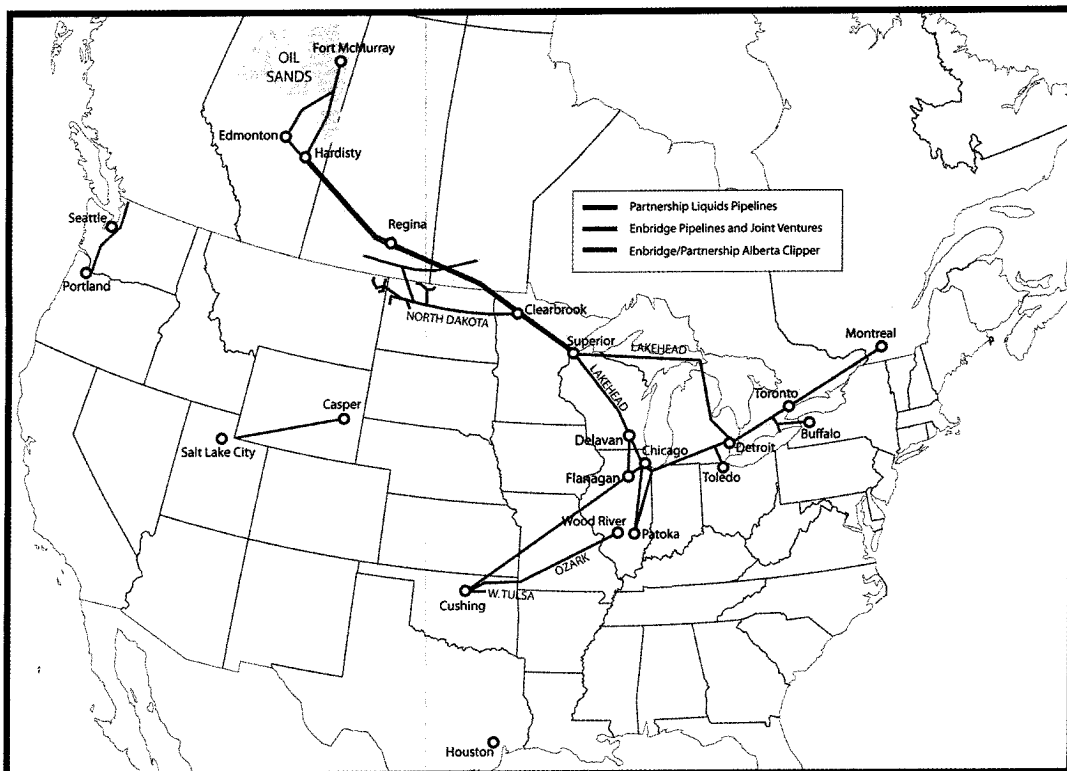 Fort McMurray
OIL
SANDS
Edmonton
Hardisty
Seattle
Regina
Partnership Liquids Pipelines
Enbridge Pipelines and Joint Ventures
Enbridge/Partnership Alberta Clipper
Portland
Clearbrook
NORTH DAKOTA
Montreal
Superior
LAKEHEAD
LAKEHEAD
Toronto
Casper
Buffalo
Delavan
Detroit
Salt Lake City
Chicago
Flanagan
Toledo
Wood River
Patoka
OZARK
W. TULSA
Cushing
Houston